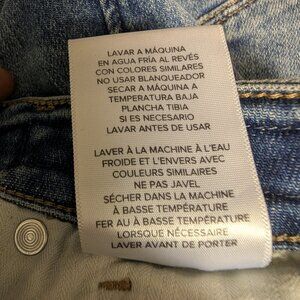 LAVAR A MÁQUINA
EN AGUA FRÍA AL REVÉS
CON COLORES SIMILARES
NO USAR BLANQUEADOR
SECAR A MÁQUINA A
TEMPERATURA BAJA
PLANCHA TIBIA
SI ES NECESARIO
LAVAR ANTES DE USAR
LAVER À LA MACHINE À L'EAU
FROIDE ET L'ENVERS AVEC
COULEURS SIMILAIRES
NE PAS JAVEL
SÉCHER DANS LA MACHINE
À BASSE TEMPÉRATURE
FER AU À BASSE TEMPÉRATURE
LORSQUE NÉCESSAIRE
LAVER AVANT DE PORTER